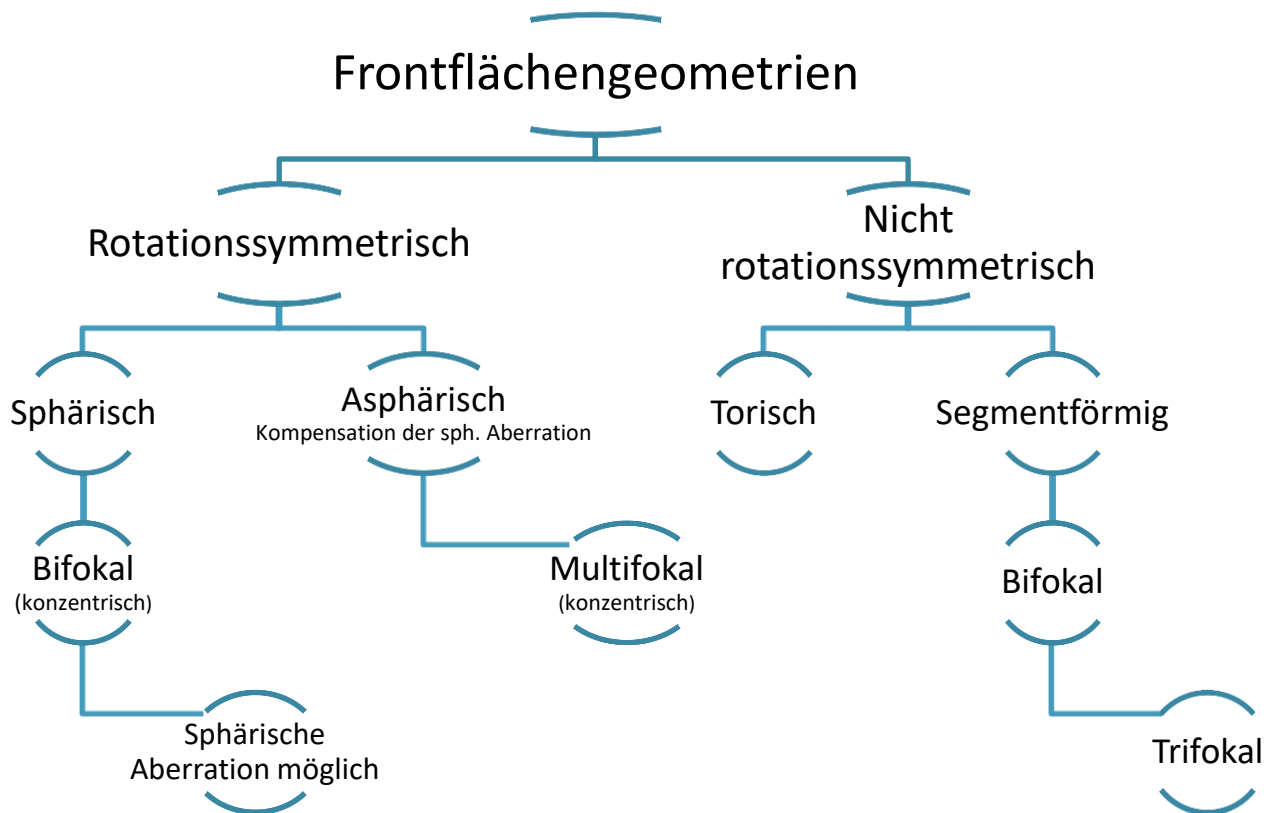 Frontflächengeometrien
Rotationssymmetrisch
Nicht
rotationssymmetrisch
Sphärisch
Asphärisch
Kompensation der sph. Aberration
Torisch
Segmentförmig
Bifokal
(konzentrisch)
Multifokal
(konzentrisch)
Bifokal
Sphärische
Aberration möglich
Trifokal